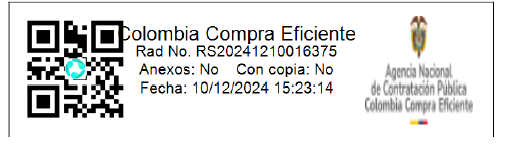 Colombia Compra Eficiente
Rad No. RS20241210016375
Anexos: No Con copia: No
Fecha: 10/12/2024 15:23:14
Agencia Nacional
de Contratación Pública
Colombia Compra Eficiente